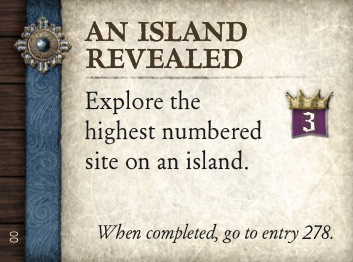 AN ISLAND
REVEALED
Explore the
highest numbered
site on an island.
3
When completed, go to entry 278.
00